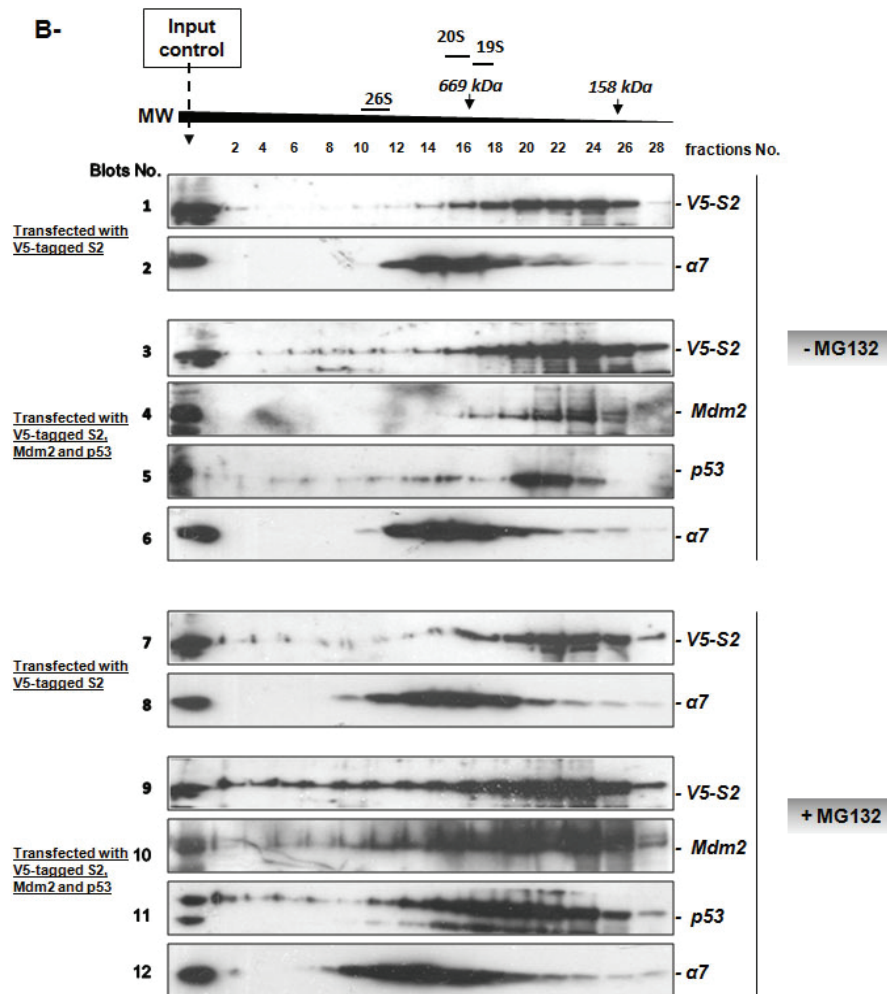 B-
Input
control
20S
19S
26S
669 kDa
158 kDa
MW
2 4 6 8 10 12 14 16 18 20 22 24 26 28 fractions No.
Blots No.
Transfected with
V5-tagged S2
1 - V5-S2
2 - α7
Transfected with
V5-tagged S2,
Mdm2 and p53
3 - V5-S2
4 - Mdm2
5 - p53
6 - α7
- MG132
Transfected with
V5-tagged S2
7 - V5-S2
8 - α7
Transfected with
V5-tagged S2,
Mdm2 and p53
9 - V5-S2
10 - Mdm2
11 - p53
12 - α7
+ MG132